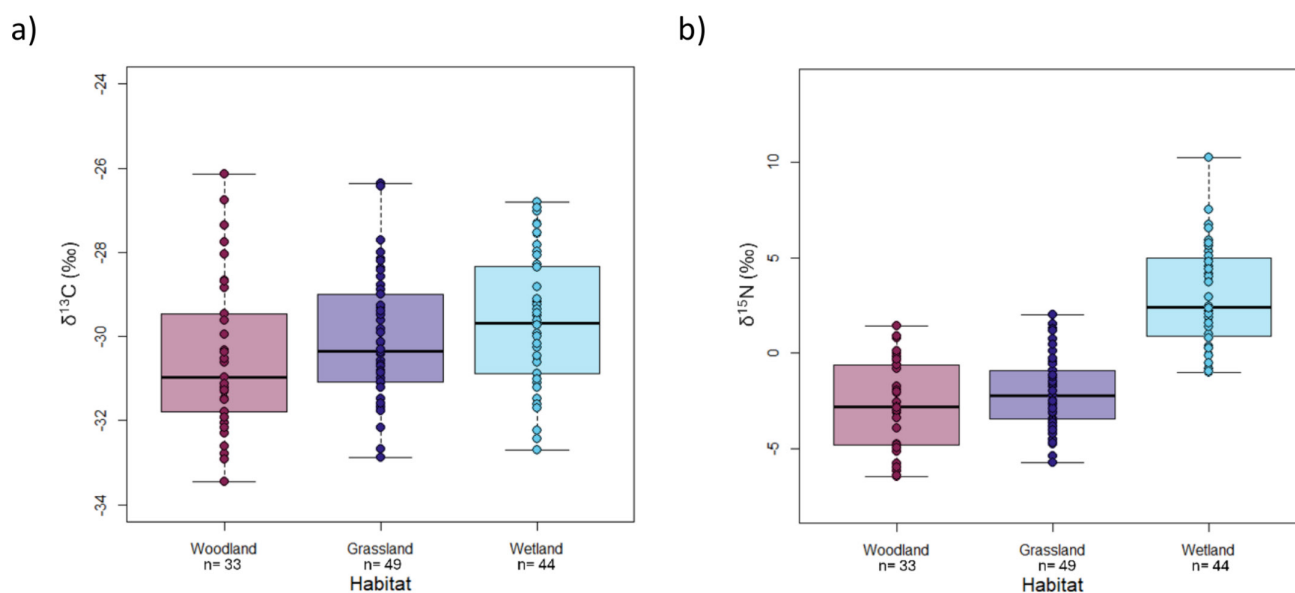 a)
δ¹³C (‰)
-24
-26
-28
-30
-32
-34
Woodland Grassland Wetland
n= 33 n= 49 n= 44
Habitat
b)
δ¹⁵N (‰)
10
5
0
-5
Woodland Grassland Wetland
n= 33 n= 49 n= 44
Habitat